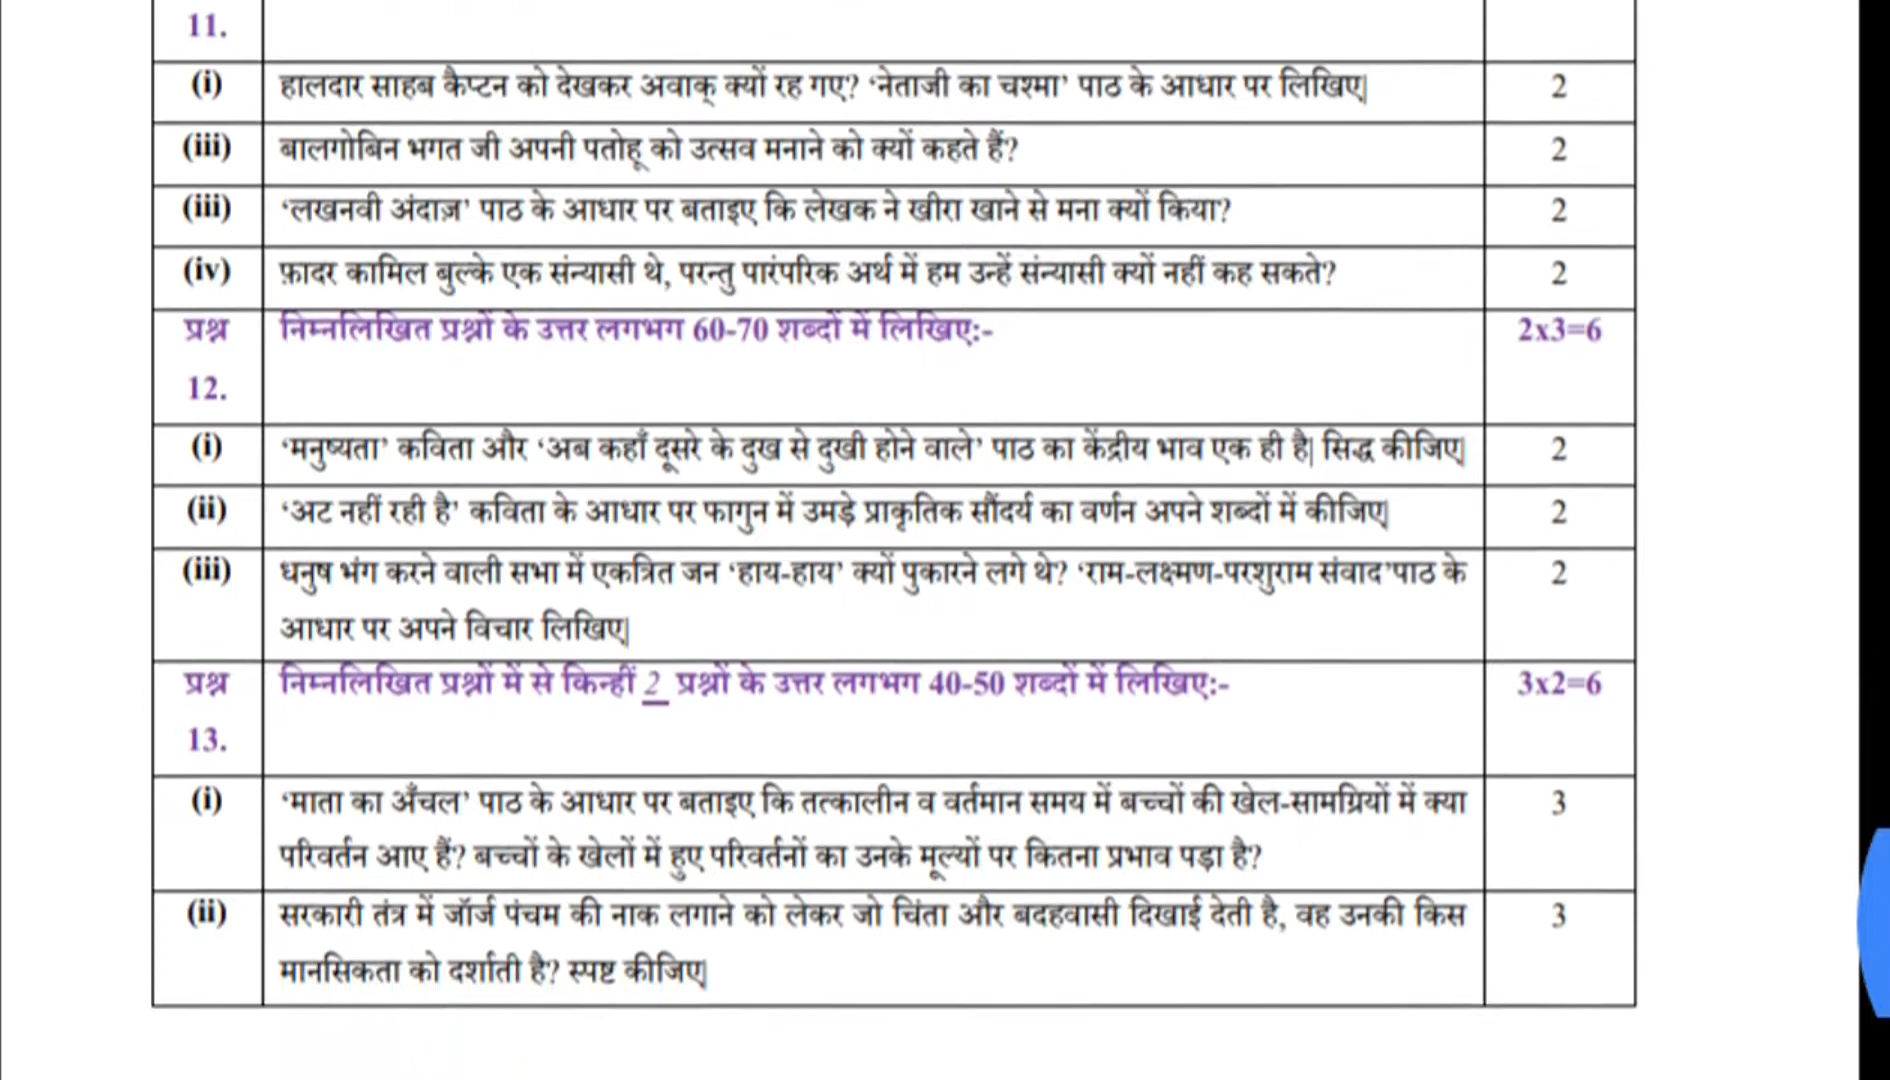 11.
(i) हालदार साहब कैप्टन को देखकर अवाक् क्यों रह गए? ‘नेताजी का चश्मा’ पाठ के आधार पर लिखिए| 2
(iii) बालगोबिन भगत जी अपनी पतोहू को उत्सव मनाने को क्यों कहते हैं? 2
(iii) ‘लखनवी अंदाज़’ पाठ के आधार पर बताइए कि लेखक ने खीरा खाने से मना क्यों किया? 2
(iv) फ़ादर कामिल बुल्के एक संन्यासी थे, परन्तु पारंपरिक अर्थ में हम उन्हें संन्यासी क्यों नहीं कह सकते? 2
प्रश्न निम्नलिखित प्रश्नों के उत्तर लगभग 60-70 शब्दों में लिखिए:- 2x3=6
12.
(i) ‘मनुष्यता’ कविता और ‘अब कहाँ दूसरे के दुख से दुखी होने वाले’ पाठ का केंद्रीय भाव एक ही है| सिद्ध कीजिए| 2
(ii) ‘अट नहीं रही है’ कविता के आधार पर फागुन में उमड़े प्राकृतिक सौंदर्य का वर्णन अपने शब्दों में कीजिए| 2
(iii) धनुष भंग करने वाली सभा में एकत्रित जन ‘हाय-हाय’ क्यों पुकारने लगे थे? ‘राम-लक्ष्मण-परशुराम संवाद’पाठ के 2
आधार पर अपने विचार लिखिए|
प्रश्न निम्नलिखित प्रश्नों में से किन्हीं 2 प्रश्नों के उत्तर लगभग 40-50 शब्दों में लिखिए:- 3x2=6
13.
(i) ‘माता का अँचल’ पाठ के आधार पर बताइए कि तत्कालीन व वर्तमान समय में बच्चों की खेल-सामग्रियों में क्या 3
परिवर्तन आए हैं? बच्चों के खेलों में हुए परिवर्तनों का उनके मूल्यों पर कितना प्रभाव पड़ा है?
(ii) सरकारी तंत्र में जॉर्ज पंचम की नाक लगाने को लेकर जो चिंता और बदहवासी दिखाई देती है, वह उनकी किस 3
मानसिकता को दर्शाती है? स्पष्ट कीजिए|